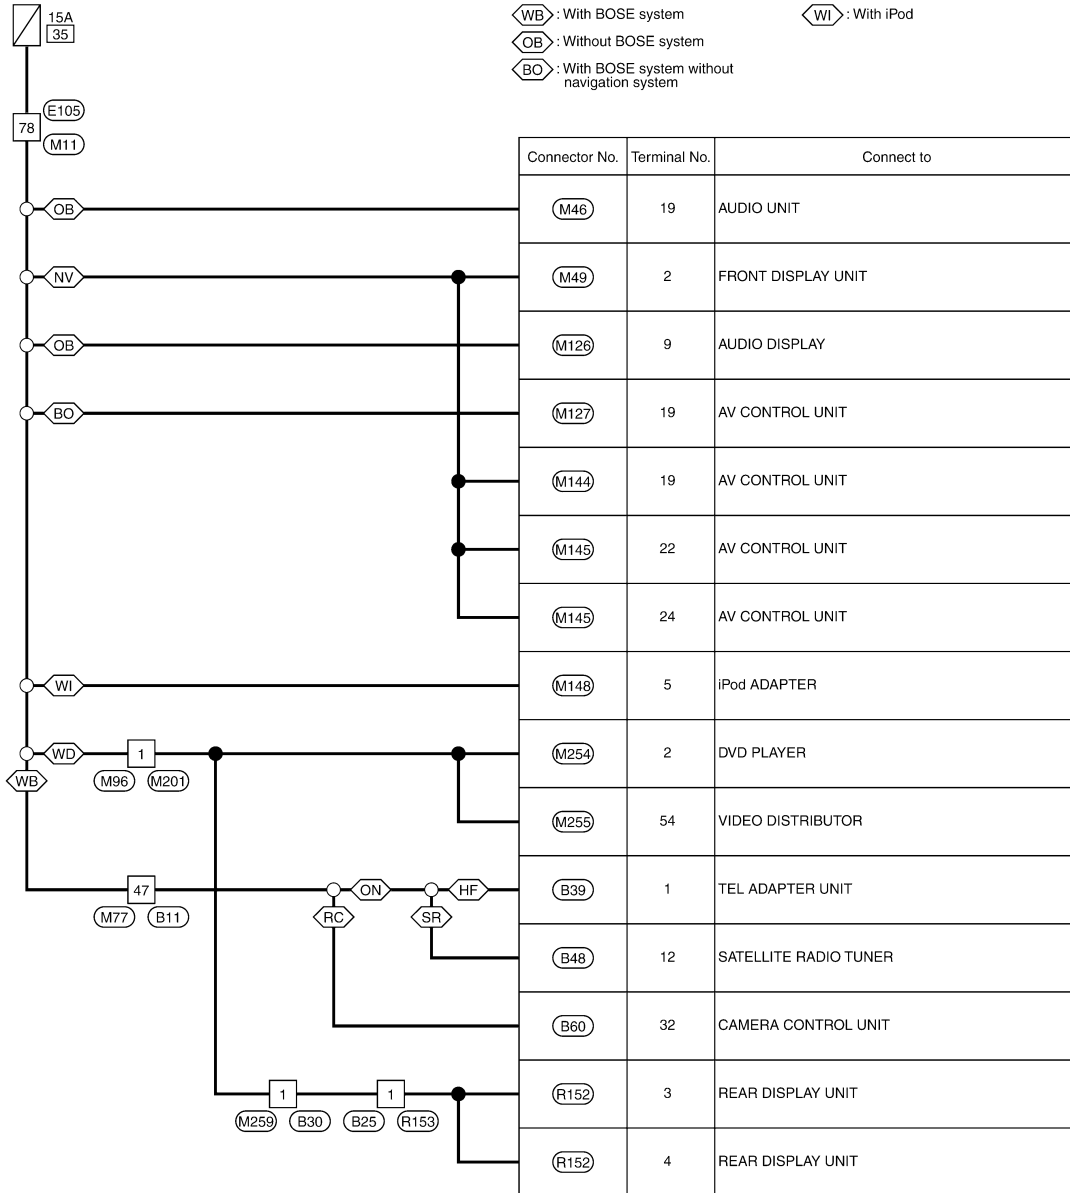 15A
35
WB : With BOSE system
WI : With iPod
OB : Without BOSE system
BO : With BOSE system without
navigation system
E105
78
M11
Connector No. Terminal No. Connect to
OB M46 19 AUDIO UNIT
NV M49 2 FRONT DISPLAY UNIT
OB M126 9 AUDIO DISPLAY
BO M127 19 AV CONTROL UNIT
M144 19 AV CONTROL UNIT
M145 22 AV CONTROL UNIT
M145 24 AV CONTROL UNIT
WI M148 5 iPod ADAPTER
WD 1 M254 2 DVD PLAYER
WB M96 M201
M255 54 VIDEO DISTRIBUTOR
47 ON HF B39 1 TEL ADAPTER UNIT
M77 B11 RC SR
B48 12 SATELLITE RADIO TUNER
B60 32 CAMERA CONTROL UNIT
1 1 R152 3 REAR DISPLAY UNIT
M259 B30 B25 R153
R152 4 REAR DISPLAY UNIT